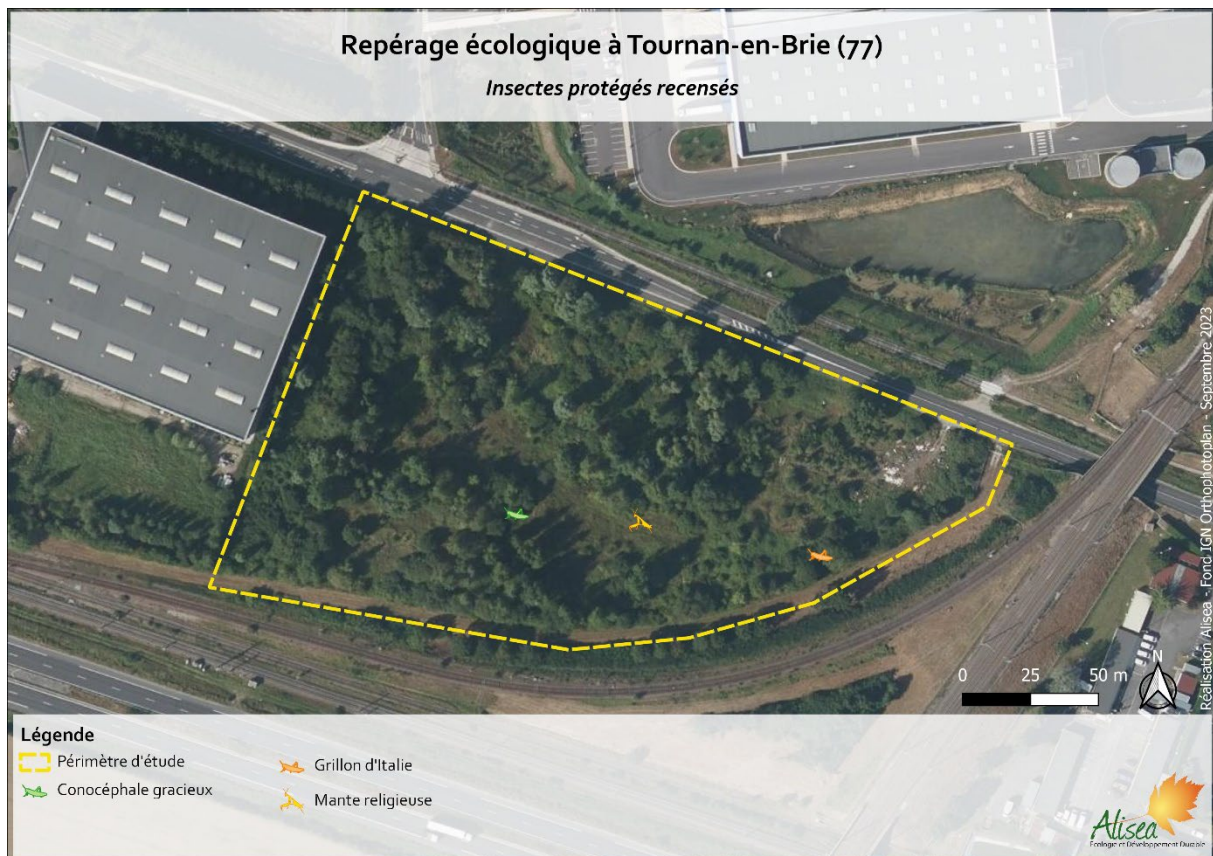 Repérage écologique à Tournan-en-Brie (77)
Insectes protégés recensés
Réalisation Alisea - Fond IGN Orthophotoplan - Septembre 2023
0 25 50 m
N
Légende
Périmètre d'étude
Conocéphale gracieux
Grillon d'Italie
Mante religieuse
Alisea
Écologie et Développement Durable